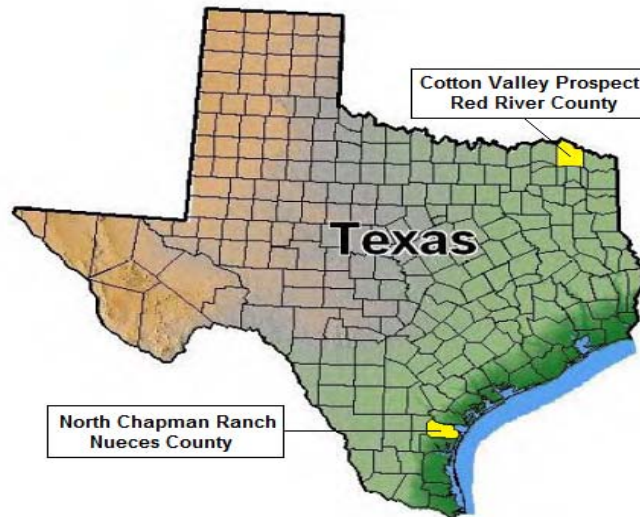 Cotton Valley Prospect
Red River County
Texas
North Chapman Ranch
Nueces County